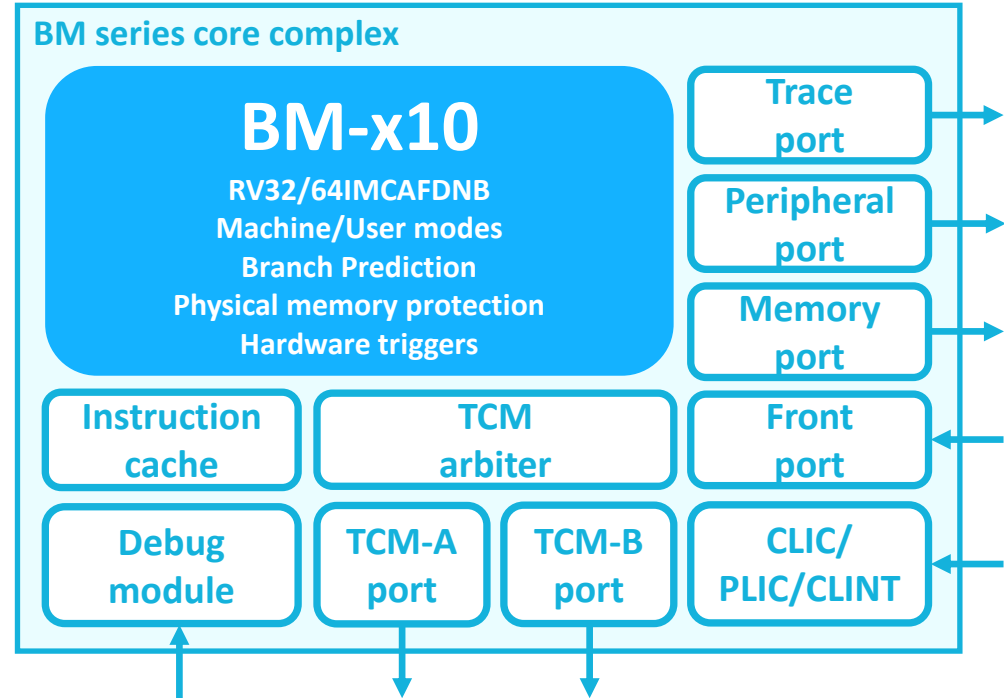 BM series core complex
BM-x10
RV32/64IMCAFDNB
Machine/User modes
Branch Prediction
Physical memory protection
Hardware triggers
Trace
port
Peripheral
port
Memory
port
Instruction
cache
TCM
arbiter
Front
port
Debug
module
TCM-A
port
TCM-B
port
CLIC/
PLIC/CLINT